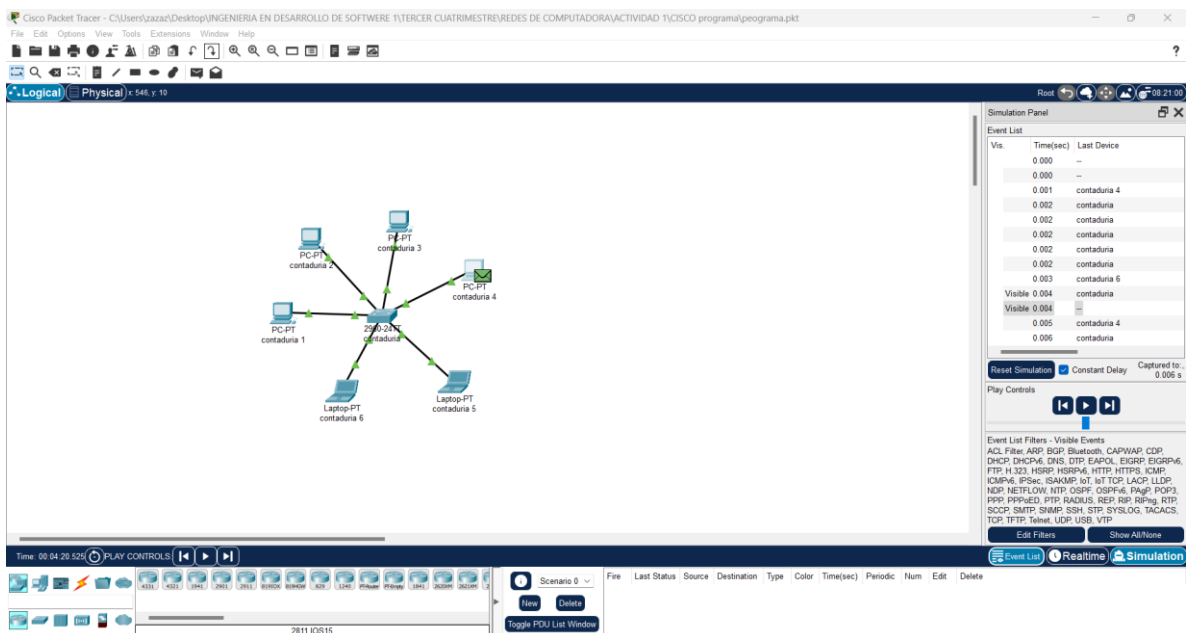 Cisco Packet Tracer - C:\Users\zazaz\Desktop\INGENIERIA EN DESARROLLO DE SOFTWERE 1\TERCER CUATRIMESTRE\REDES DE COMPUTADORA\ACTIVIDAD 1\CISCO programa\peograma.pkt
File Edit Options View Tools Extensions Window Help
?
Logical Physical x: 546, y: 10 Root 08:21:00
Simulation Panel
Event List
Vis. Time(sec) Last Device
0.000 --
0.000 --
0.001 contaduria 4
0.002 contaduria
0.002 contaduria
0.002 contaduria
0.002 contaduria
0.002 contaduria
0.003 contaduria 6
Visible 0.004 contaduria
Visible 0.004 --
0.005 contaduria 4
0.006 contaduria
Reset Simulation Constant Delay Captured to:
0.006 s
Play Controls
Event List Filters - Visible Events
ACL Filter, ARP, BGP, Bluetooth, CAPWAP, CDP,
DHCP, DHCPv6, DNS, DTP, EAPOL, EIGRP, EIGRPv6,
FTP, H.323, HSRP, HSRPv6, HTTP, HTTPS, ICMP,
ICMPv6, IPSec, ISAKMP, IoT, IoT TCP, LACP, LLDP,
NDP, NETFLOW, NTP, OSPF, OSPFv6, PAgP, POP3,
PPP, PPPoED, PTP, RADIUS, REP, RIP, RIPng, RTP,
SCCP, SMTP, SNMP, SSH, STP, SYSLOG, TACACS,
TCP, TFTP, Telnet, UDP, USB, VTP
Edit Filters Show All/None
PC-PT
contaduria 3
PC-PT
contaduria 2
PC-PT
contaduria 4
PC-PT
contaduria 1
2960-24TT
contaduria
Laptop-PT
contaduria 5
Laptop-PT
contaduria 6
Time: 00:04:20.525 PLAY CONTROLS: Event List Realtime Simulation
4331 4321 1941 2901 2911 819IOX 819HGW 829 1240 PT-Router PT-Empty 1841 2620XM 2621XM
Scenario 0
New Delete
Toggle PDU List Window
Fire Last Status Source Destination Type Color Time(sec) Periodic Num Edit Delete
2811 IOS15